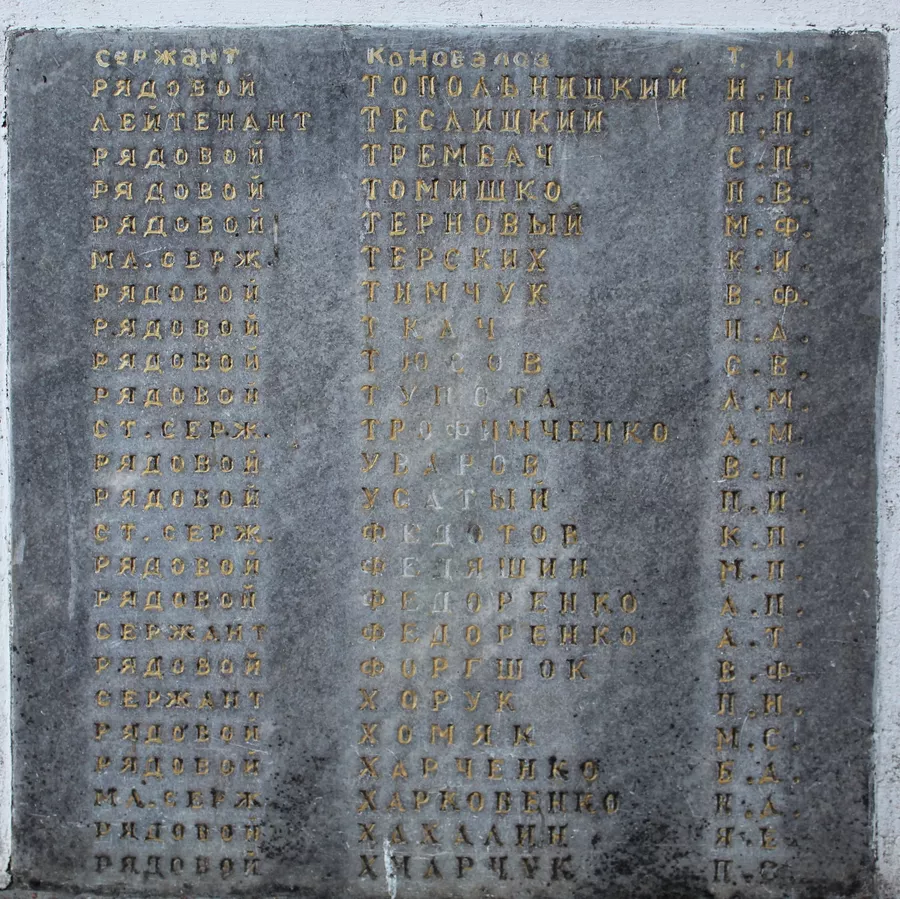 сержант Коновалов Т. И
РЯДОВОЙ ТОПОЛЬНИЦКИЙ Н.Н.
ЛЕЙТЕНАНТ ТЕСЛИЦКИЙ П.П.
РЯДОВОЙ ТРЕМБАЧ С.П.
РЯДОВОЙ ТОМИШКО П.В.
РЯДОВОЙ ТЕРНОВЫЙ М.Ф.
МЛ.СЕРЖ. ТЕРСКИХ К.И.
РЯДОВОЙ ТИМЧУК В.Ф.
РЯДОВОЙ ТКАЧ П.А.
РЯДОВОЙ ТЮСОВ С.В.
РЯДОВОЙ ТУНОТА А.М.
СТ.СЕРЖ. ТРОФИМЧЕНКО А.М.
РЯДОВОЙ УВАРОВ В.П.
РЯДОВОЙ УСАТЫЙ П.И.
СТ.СЕРЖ. ФЕДОТОВ К.П.
РЯДОВОЙ ФЕДЯШИН
РЯДОВОЙ ФЕДОРЕНКО
СЕРЖАНТ ФЕДОРЕНКО А.Т.
РЯДОВОЙ ФОРГШОК В.Ф.
СЕРЖАНТ ХОРУК
РЯДОВОЙ ХОМЯК М.С.
РЯДОВОЙ ХАРЧЕНКО
МЛ.СЕРЖ. ХАРКОВЕНКО
РЯДОВОЙ ХАХАЛИН Я.Е.
РЯДОВОЙ ХМАРЧУК П.С.